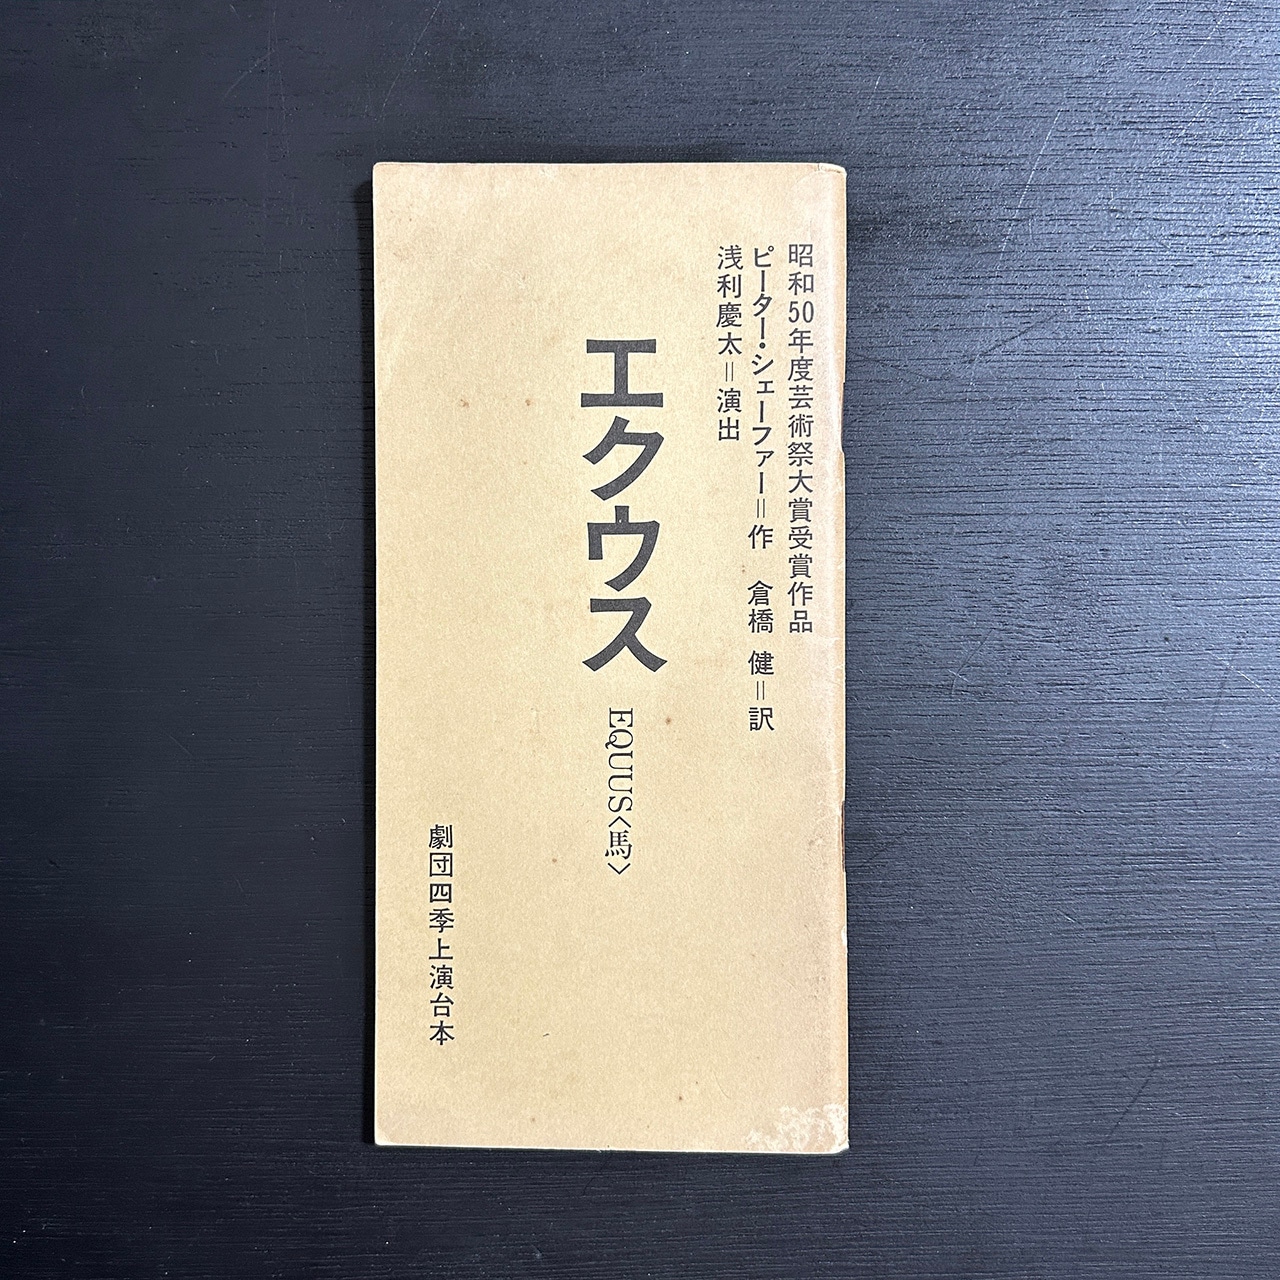 昭和50年度芸術祭大賞受賞作品
ピーター・シェーファー＝作　倉橋 健＝訳
浅利慶太＝演出
エクウス EQUUS〈馬〉
劇団四季上演台本